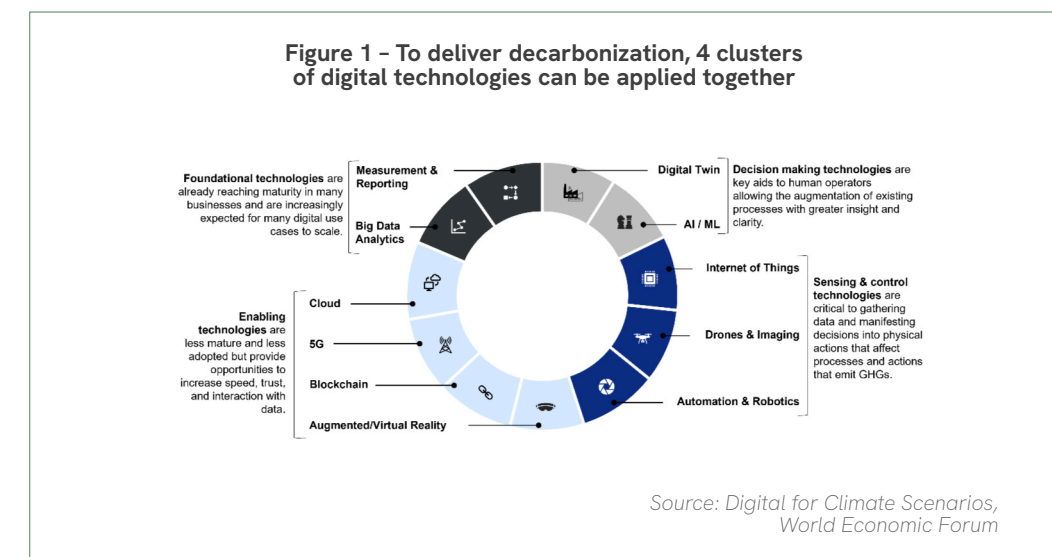 Figure 1 – To deliver decarbonization, 4 clusters
of digital technologies can be applied together
Foundational technologies are
already reaching maturity in many
businesses and are increasingly
expected for many digital use
cases to scale.
Measurement &
Reporting
Big Data
Analytics
Digital Twin
AI / ML
Decision making technologies are
key aids to human operators
allowing the augmentation of existing
processes with greater insight and
clarity.
Enabling
technologies are
less mature and less
adopted but provide
opportunities to
increase speed, trust,
and interaction with
data.
Cloud
5G
Blockchain
Augmented/Virtual Reality
Internet of Things
Drones & Imaging
Automation & Robotics
Sensing & control
technologies are
critical to gathering
data and manifesting
decisions into physical
actions that affect
processes and actions
that emit GHGs.
Source: Digital for Climate Scenarios,
World Economic Forum